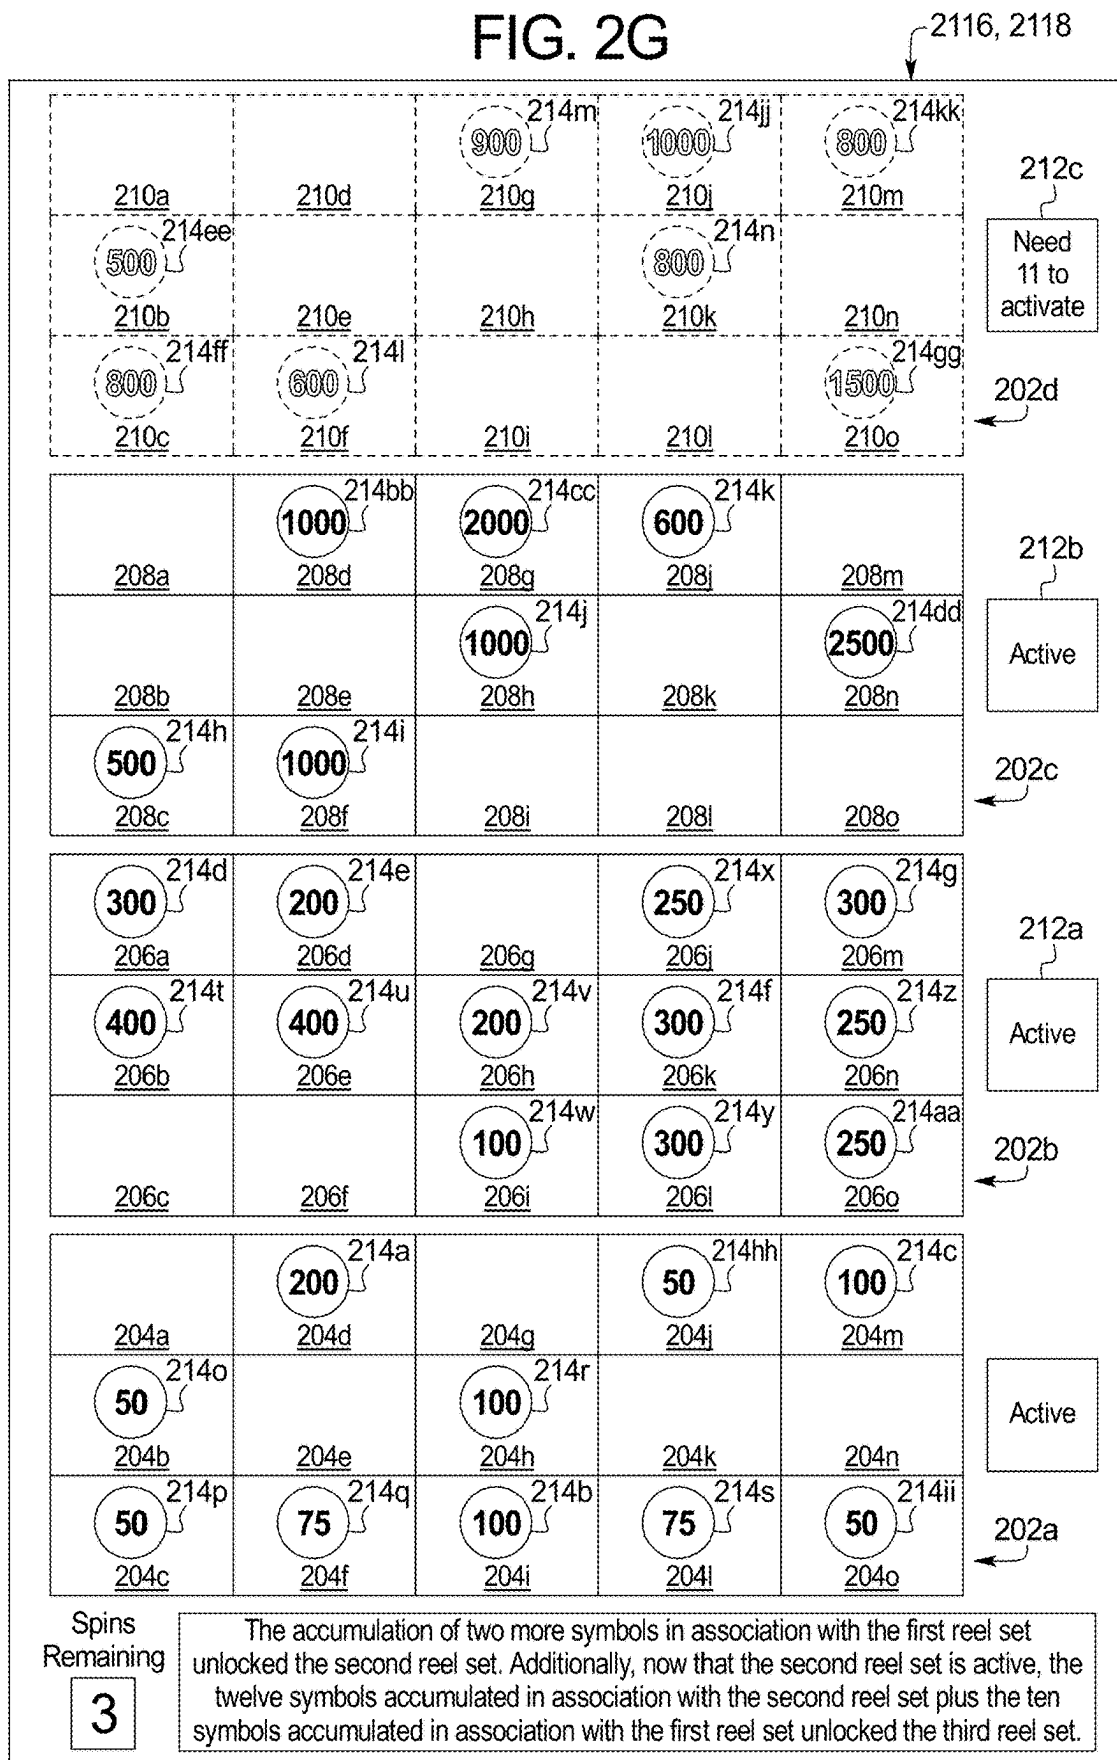 FIG. 2G
2116, 2118
214m 214jj 214kk
900 1000 800
210a 210d 210g 210j 210m
212c
214ee 214n
500 800
210b 210e 210h 210k 210n
Need
11 to
activate
214ff 214l 214gg
800 600 1500
210c 210f 210i 210l 210o
202d
214bb 214cc 214k
1000 2000 600
208a 208d 208g 208j 208m
212b
214j 214dd
1000 2500
208b 208e 208h 208k 208n
Active
214h 214i
500 1000
208c 208f 208i 208l 208o
202c
214d 214e 214x 214g
300 200 250 300
206a 206d 206g 206j 206m
212a
214t 214u 214v 214f 214z
400 400 200 300 250
206b 206e 206h 206k 206n
Active
214w 214y 214aa
100 300 250
206c 206f 206i 206l 206o
202b
214a 214hh 214c
200 50 100
204a 204d 204g 204j 204m
214o 214r
50 100
204b 204e 204h 204k 204n
Active
214p 214q 214b 214s 214ii
50 75 100 75 50
204c 204f 204i 204l 204o
202a
Spins
Remaining
3
The accumulation of two more symbols in association with the first reel set
unlocked the second reel set. Additionally, now that the second reel set is active, the
twelve symbols accumulated in association with the second reel set plus the ten
symbols accumulated in association with the first reel set unlocked the third reel set.